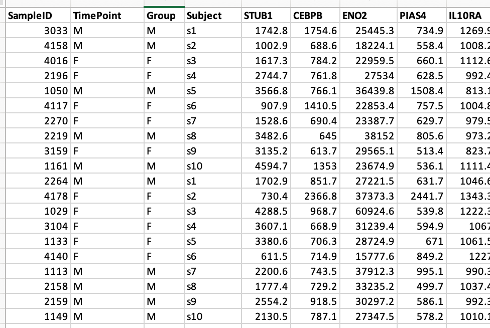 SampleID TimePoint Group Subject STUB1 CEBPB ENO2 PIAS4 IL10RA
3033 M M s1 1742.8 1754.6 25445.3 734.9 1269.9
4158 M M s2 1002.9 688.6 18224.1 558.4 1008.2
4016 F F s3 1617.3 784.2 22959.5 660.1 1112.6
2196 F F s4 2744.7 761.8 27534 628.5 992.4
1050 M M s5 3566.8 766.1 36439.8 1508.4 813.1
4117 F F s6 907.9 1410.5 22853.4 757.5 1004.8
2270 F F s7 1528.6 690.4 23387.7 629.7 979.5
2219 M M s8 3482.6 645 38152 805.6 973.2
3159 F F s9 3135.2 613.7 29565.1 513.4 823.7
1161 M M s10 4594.7 1353 23674.9 536.1 1111.4
2264 M M s1 1702.9 851.7 27221.5 631.7 1046.6
4178 F F s2 730.4 2366.8 37373.3 2441.7 1343.3
1029 F F s3 4288.5 968.7 60924.6 539.8 1222.3
3104 F F s4 3607.1 668.9 31239.4 594.9 1067
1133 F F s5 3380.6 706.3 28724.9 671 1061.5
4140 F F s6 611.5 714.9 15777.6 849.2 1227
1113 M M s7 2200.6 743.5 37912.3 995.1 990.3
2158 M M s8 1777.4 729.2 33235.2 499.7 1037.4
2159 M M s9 2554.2 918.5 30297.2 586.1 992.3
1149 M M s10 2130.5 787.1 27347.5 578.2 1010.1